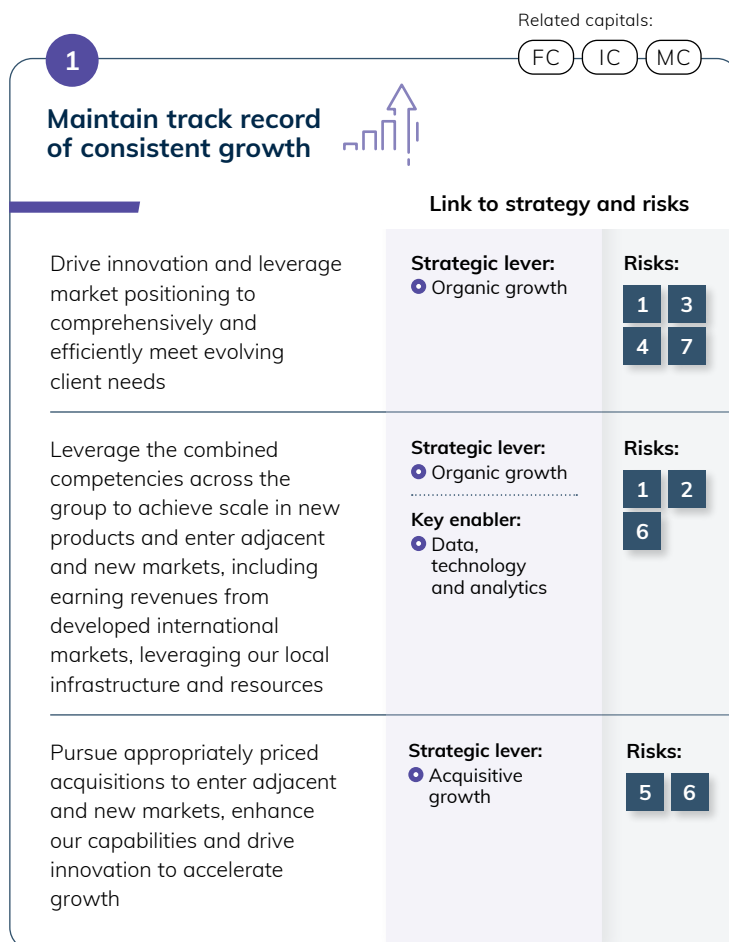 Related capitals:
FC IC MC
1
Maintain track record
of consistent growth
Link to strategy and risks
Drive innovation and leverage
market positioning to
comprehensively and
efficiently meet evolving
client needs
Strategic lever:
Organic growth
Risks:
1 3
4 7
Leverage the combined
competencies across the
group to achieve scale in new
products and enter adjacent
and new markets, including
earning revenues from
developed international
markets, leveraging our local
infrastructure and resources
Strategic lever:
Organic growth
Key enabler:
Data,
technology
and analytics
Risks:
1 2
6
Pursue appropriately priced
acquisitions to enter adjacent
and new markets, enhance
our capabilities and drive
innovation to accelerate
growth
Strategic lever:
Acquisitive
growth
Risks:
5 6